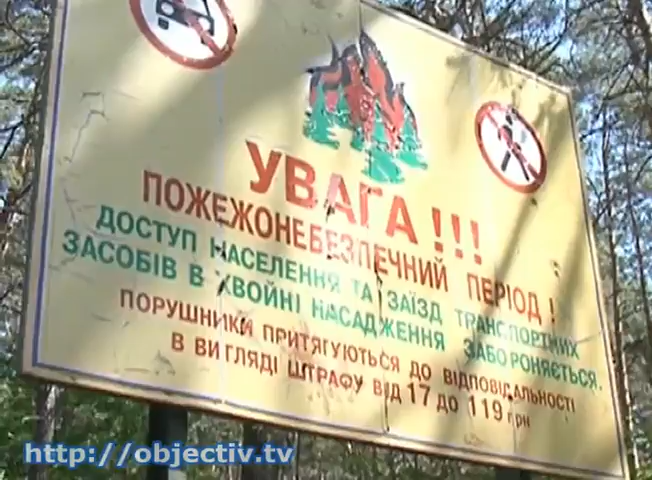 УВАГА !!!
ПОЖЕЖОНЕБЕЗПЕЧНИЙ ПЕРІОД !
ДОСТУП НАСЕЛЕННЯ ТА ЗАЇЗД ТРАНСПОРТНИХ
ЗАСОБІВ В ХВОЙНІ НАСАДЖЕННЯ ЗАБОРОНЯЄТЬСЯ.
ПОРУШНИКИ ПРИТЯГУЮТЬСЯ ДО ВІДПОВІДАЛЬНОСТІ
В ВИГЛЯДІ ШТРАФУ ВІД 17 ДО 119 ГРН
http://objectiv.tv